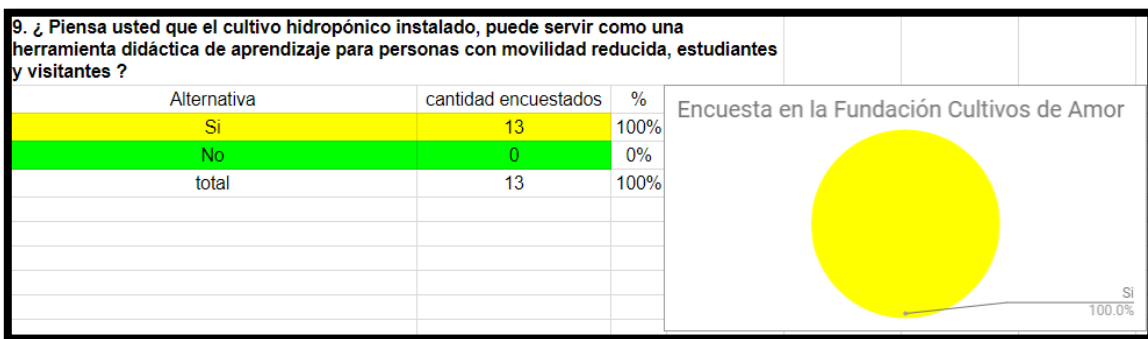 9. ¿ Piensa usted que el cultivo hidropónico instalado, puede servir como una
herramienta didáctica de aprendizaje para personas con movilidad reducida, estudiantes
y visitantes ?
Alternativa cantidad encuestados %
Si 13 100%
No 0 0%
total 13 100%
Encuesta en la Fundación Cultivos de Amor
Si
100.0%